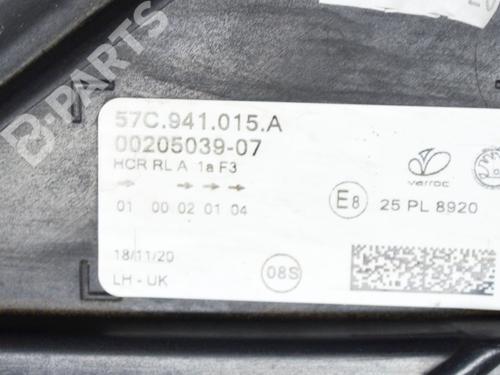 57C.941.015.A
00205039-07
HCR RL A 1a F3
01 00 02 01 04
varroc
E8 25 PL 8920
18/11/20
08S
LH - UK